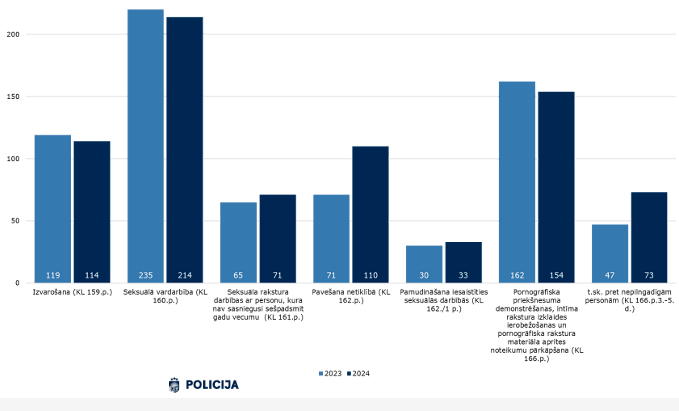 200
150
100
50
0
119 114 235 214 65 71 71 110 30 33 162 154 47 73
Izvarošana (KL 159.p.)
Seksuāla vardarbība (KL
160.p.)
Seksuāla rakstura
darbības ar personu, kura
nav sasniegusi sešpadsmit
gadu vecumu (KL 161.p.)
Pavešana netiklībā (KL
162.p.)
Pamudināšana iesaistīties
seksuālās darbībās (KL
162./1 p.)
Pornogrāfiska
priekšnesuma
demonstrēšanas, intīma
rakstura izklaides
ierobežošanas un
pornogrāfiska rakstura
materiāla aprites
noteikumu pārkāpšana (KL
166.p.)
t.sk. pret nepilngadīgām
personām (KL 166.p.3.-5.
d.)
2023 2024
POLICIJA